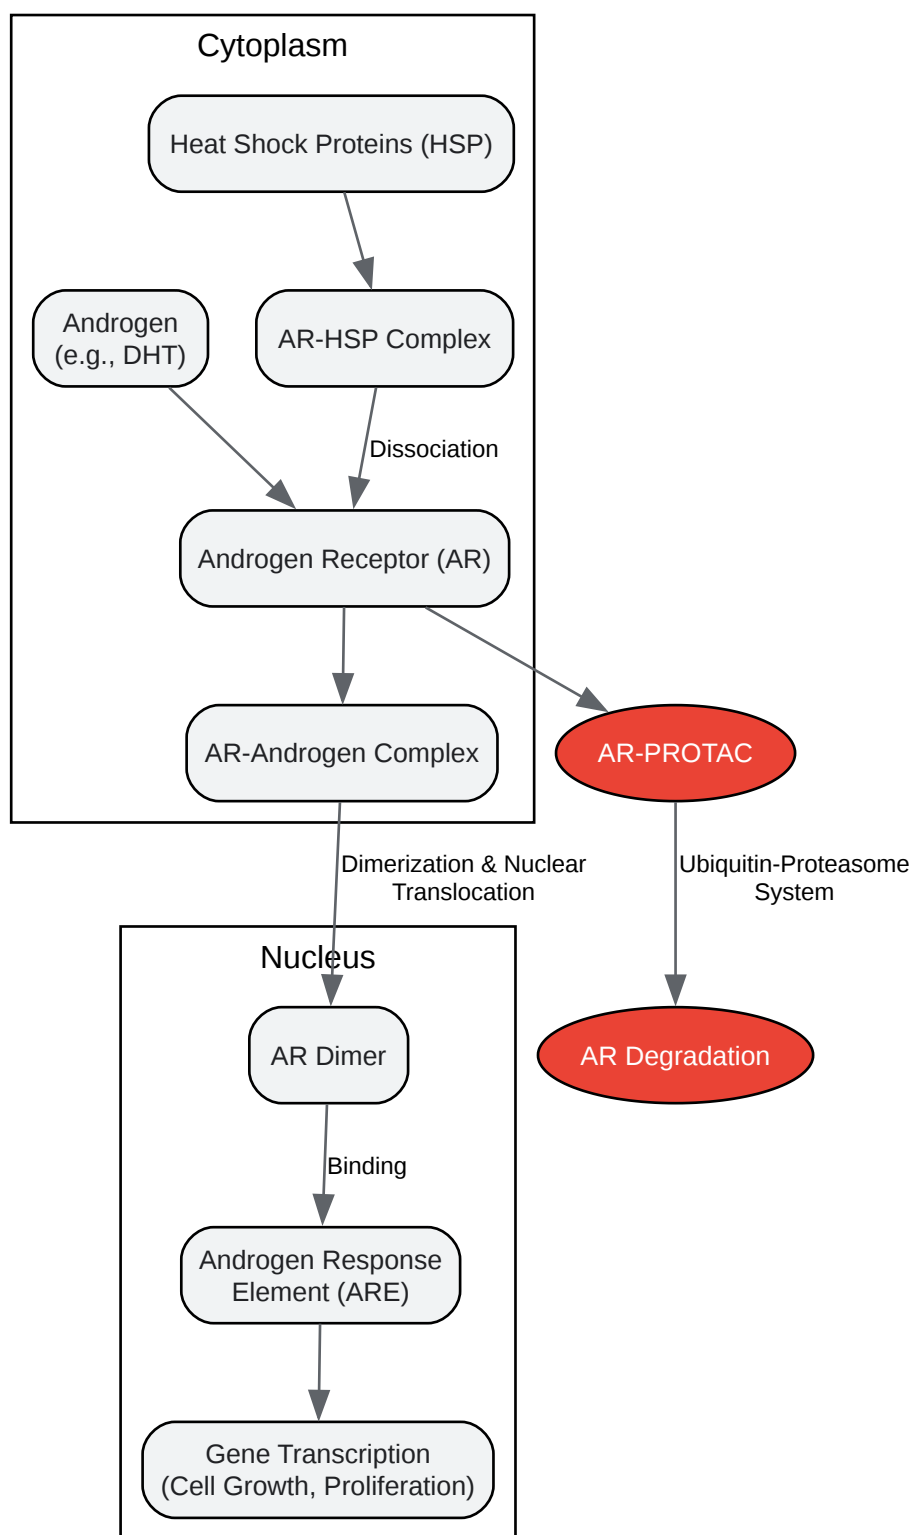 Cytoplasm
Heat Shock Proteins (HSP)
Androgen
(e.g., DHT)
AR-HSP Complex
Dissociation
Androgen Receptor (AR)
AR-Androgen Complex
AR-PROTAC
Dimerization & Nuclear
Translocation
Ubiquitin-Proteasome
System
Nucleus
AR Dimer
AR Degradation
Binding
Androgen Response
Element (ARE)
Gene Transcription
(Cell Growth, Proliferation)